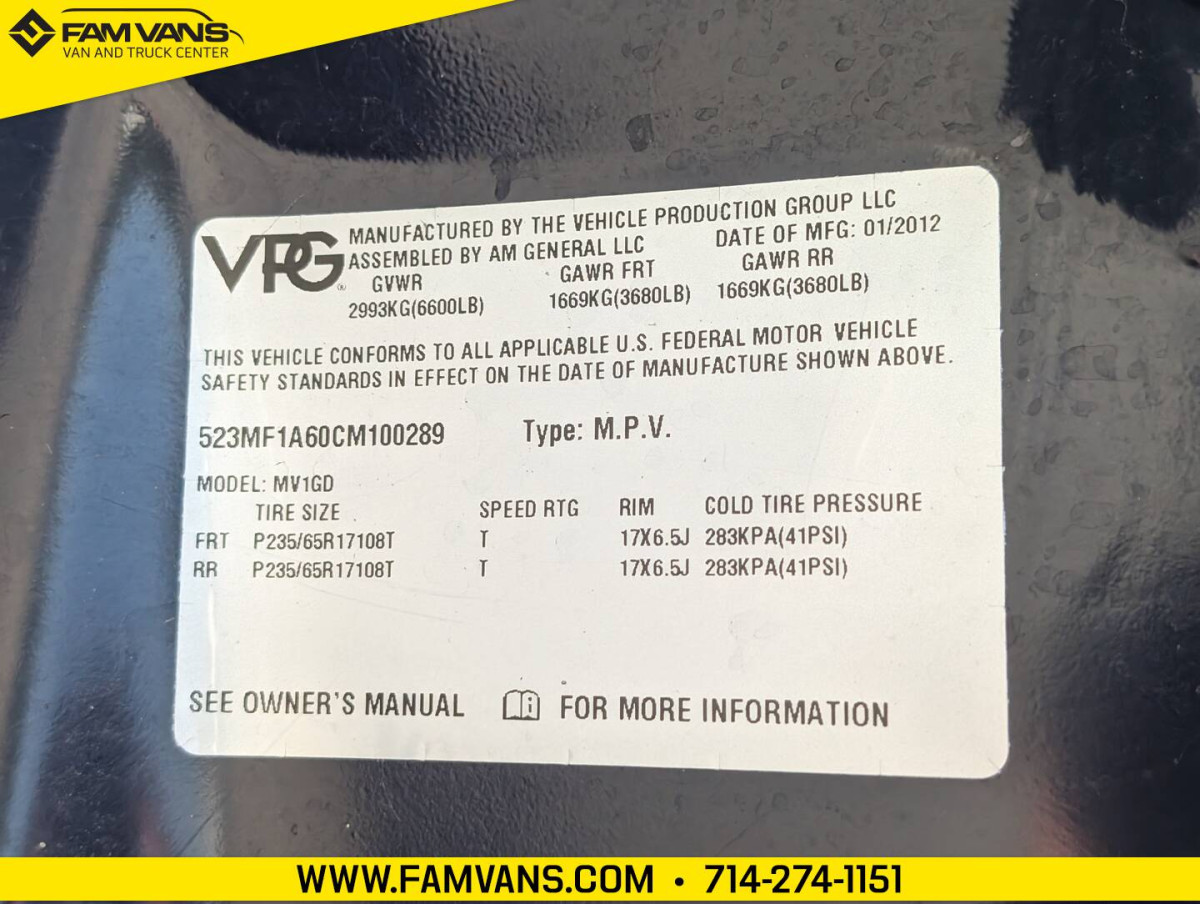 FAM VANS
VAN AND TRUCK CENTER
VPG®
MANUFACTURED BY THE VEHICLE PRODUCTION GROUP LLC
ASSEMBLED BY AM GENERAL LLC DATE OF MFG: 01/2012
GVWR GAWR FRT GAWR RR
2993KG(6600LB) 1669KG(3680LB) 1669KG(3680LB)
THIS VEHICLE CONFORMS TO ALL APPLICABLE U.S. FEDERAL MOTOR VEHICLE
SAFETY STANDARDS IN EFFECT ON THE DATE OF MANUFACTURE SHOWN ABOVE.
523MF1A60CM100289 Type: M.P.V.
MODEL: MV1GD
TIRE SIZE SPEED RTG RIM COLD TIRE PRESSURE
FRT P235/65R17108T T 17X6.5J 283KPA(41PSI)
RR P235/65R17108T T 17X6.5J 283KPA(41PSI)
SEE OWNER'S MANUAL FOR MORE INFORMATION
WWW.FAMVANS.COM • 714-274-1151